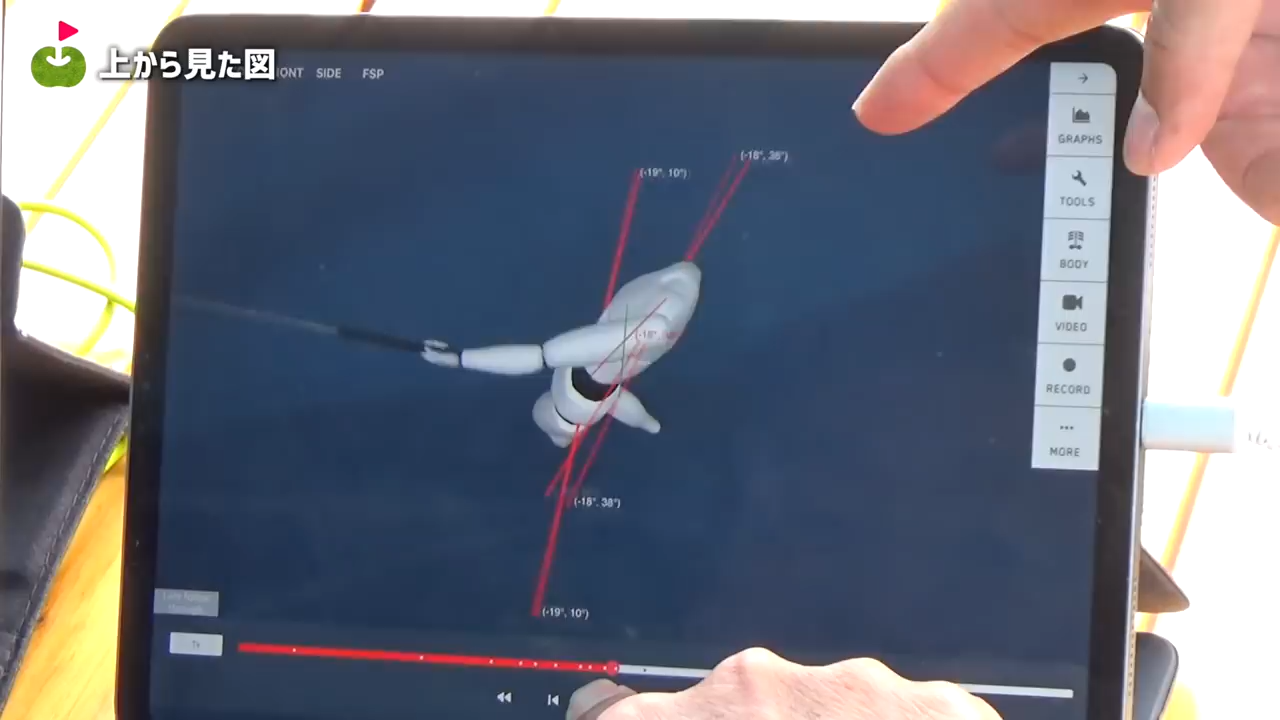 上から見た図
SIDE
FSP
(-19°, 10°)
(-18°, 38°)
(-18°, 38°)
(-19°, 10°)
GRAPHS
TOOLS
BODY
VIDEO
RECORD
MORE